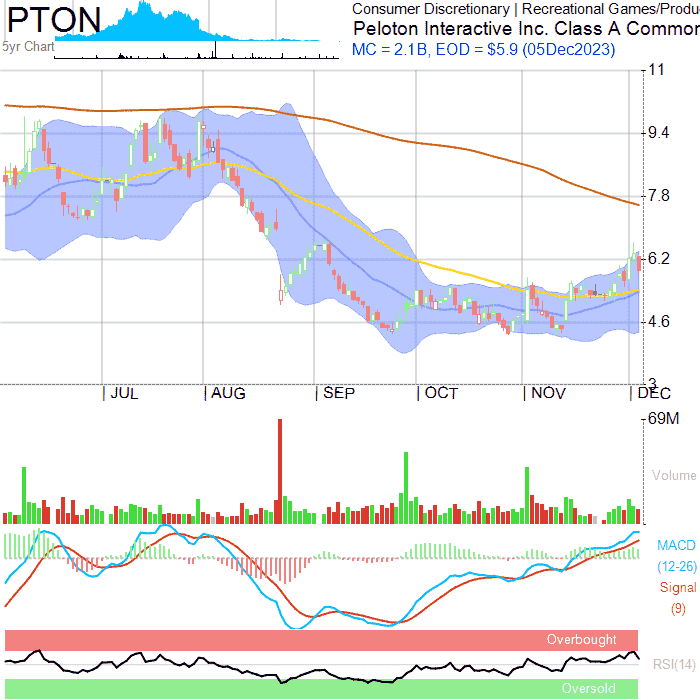 PTON
5yr Chart
Consumer Discretionary | Recreational Games/Produ
Peloton Interactive Inc. Class A Common
MC = 2.1B, EOD = $5.9 (05Dec2023)
11
9.4
7.8
6.2
4.6
3
JUL AUG SEP OCT NOV DEC
69M
Volume
MACD
(12-26)
Signal
(9)
Overbought
RSI(14)
Oversold